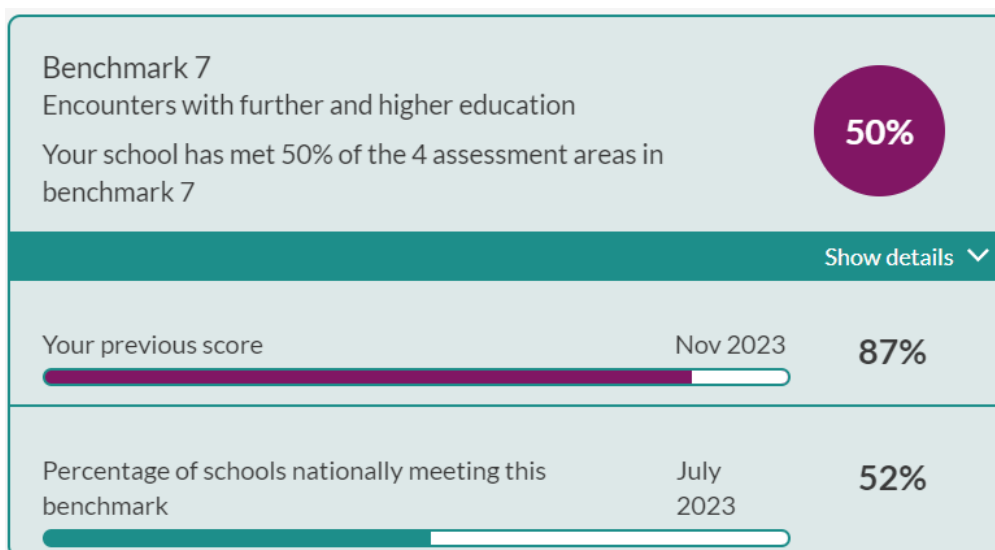 Benchmark 7
Encounters with further and higher education
50%
Your school has met 50% of the 4 assessment areas in
benchmark 7
Show details
Your previous score
Nov 2023
87%
Percentage of schools nationally meeting this
benchmark
July
2023
52%